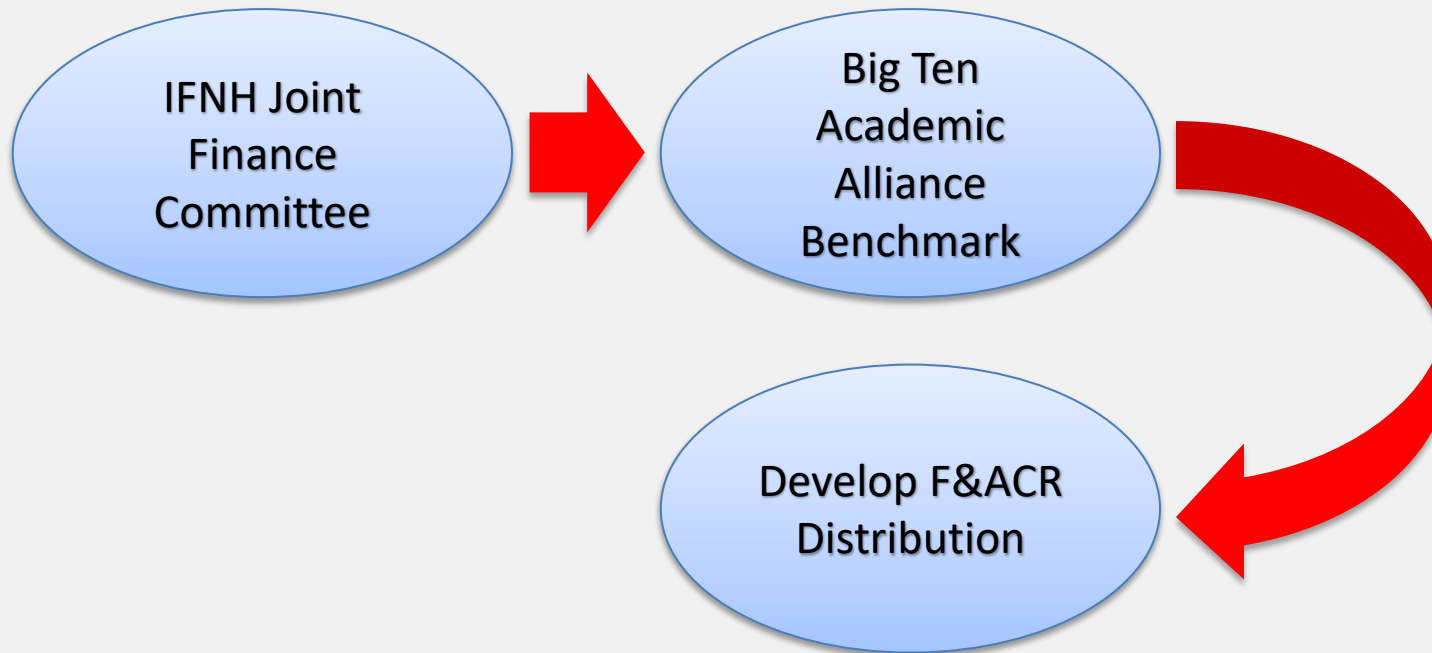 IFNH Joint
Finance
Committee
Big Ten
Academic
Alliance
Benchmark
Develop F&ACR
Distribution